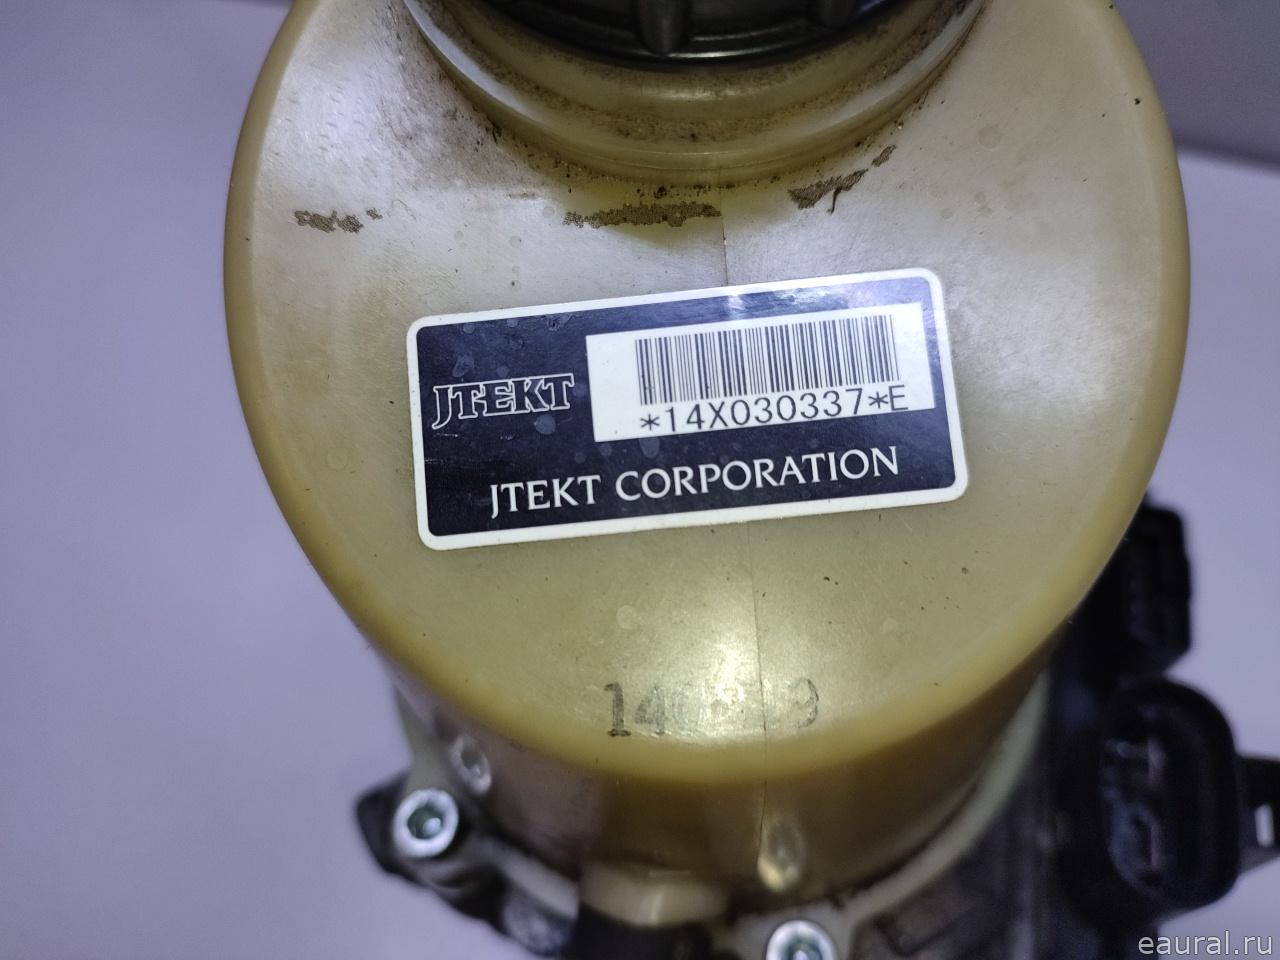 JTEKT
*14X030337*E
JTEKT CORPORATION
eaural.ru